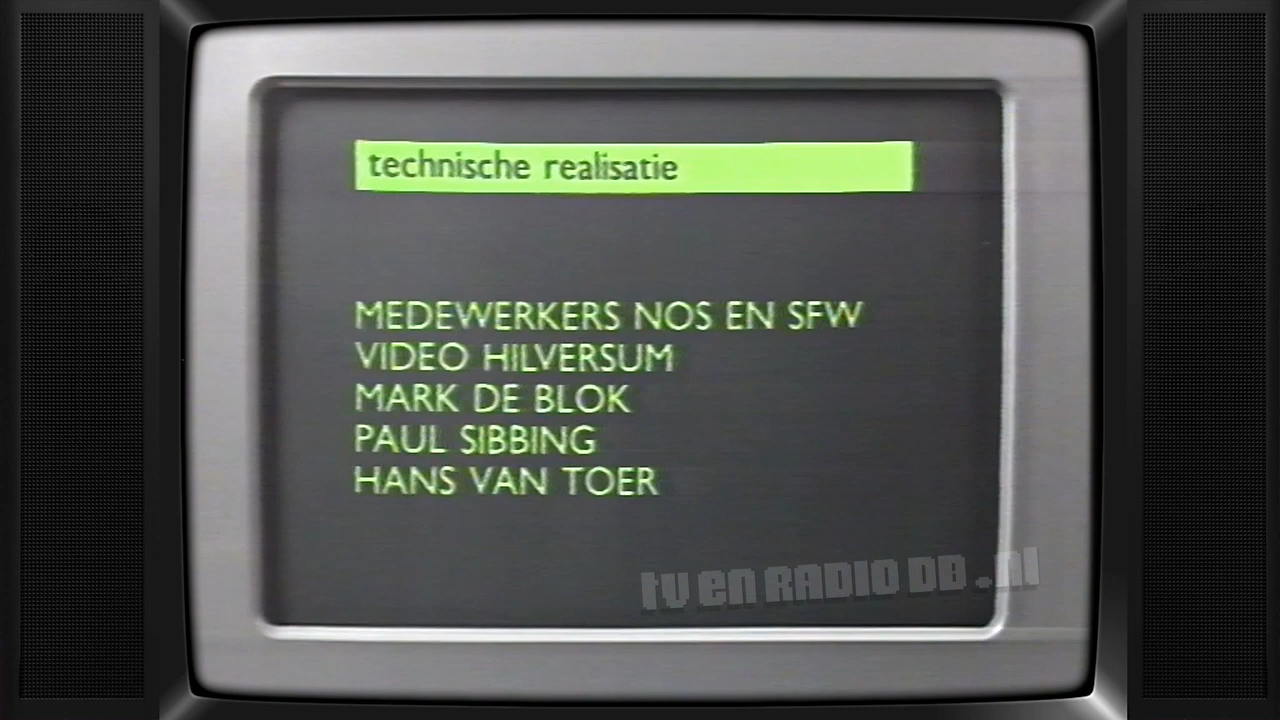 technische realisatie
MEDEWERKERS NOS EN SFW
VIDEO HILVERSUM
MARK DE BLOK
PAUL SIBBING
HANS VAN TOER
tv en RADIO DB .nl